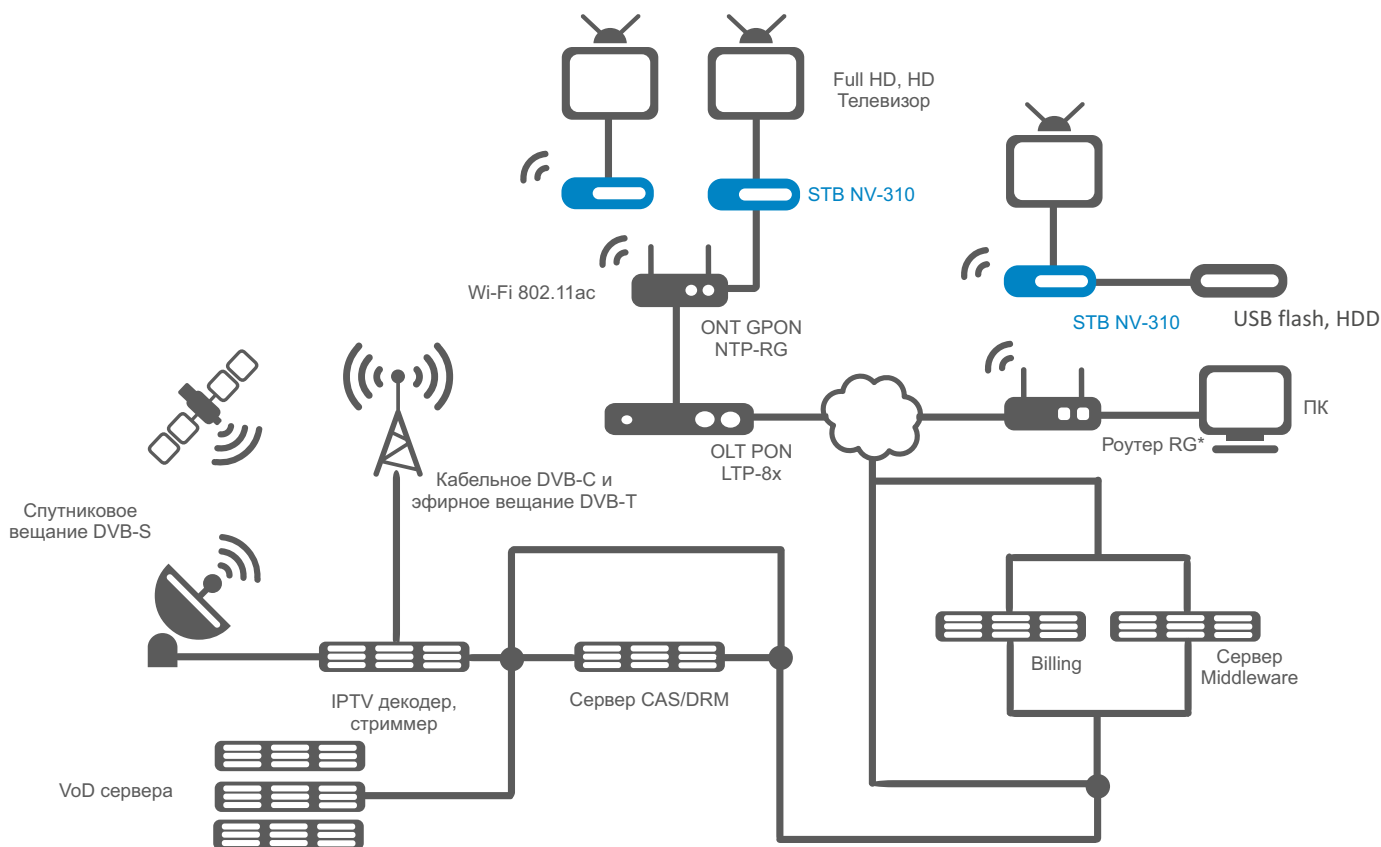 Full HD, HD
Телевизор
STB NV-310
Wi-Fi 802.11ac
ONT GPON
NTP-RG
STB NV-310
USB flash, HDD
ПК
Роутер RG*
OLT PON
LTP-8x
Кабельное DVB-C и
эфирное вещание DVB-T
Спутниковое
вещание DVB-S
IPTV декодер,
стриммер
Сервер CAS/DRM
Billing
Сервер
Middleware
VoD сервера